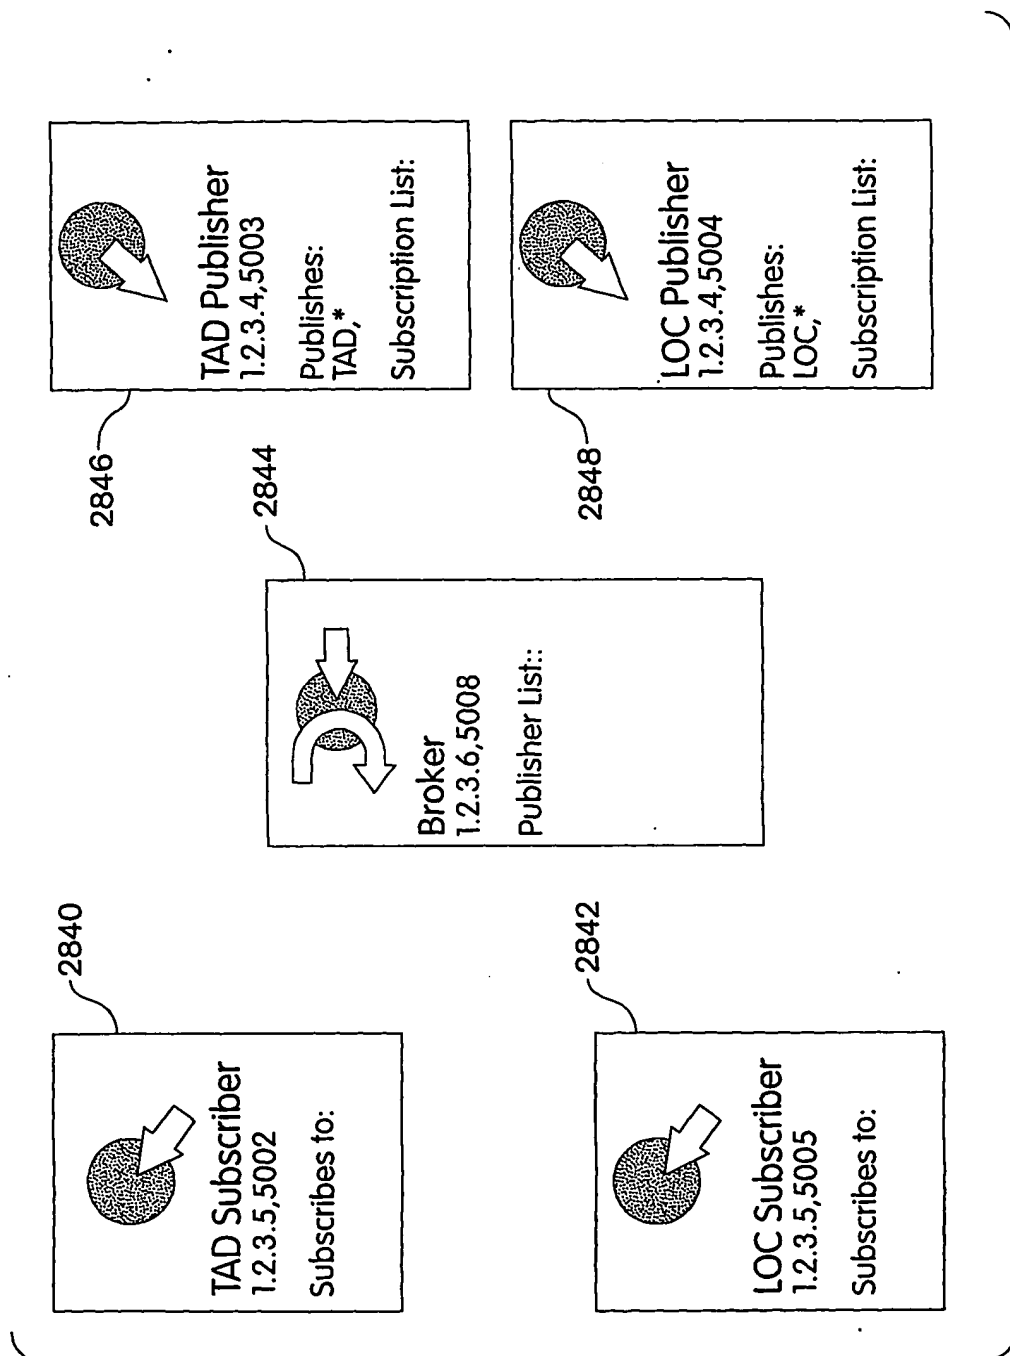 2840
TAD Subscriber
1.2.3.5,5002
Subscribes to:
2842
LOC Subscriber
1.2.3.5,5005
Subscribes to:
2844
Broker
1.2.3.6,5008
Publisher List::
2846
TAD Publisher
1.2.3.4,5003
Publishes:
TAD,*
Subscription List:
2848
LOC Publisher
1.2.3.4,5004
Publishes:
LOC,*
Subscription List: